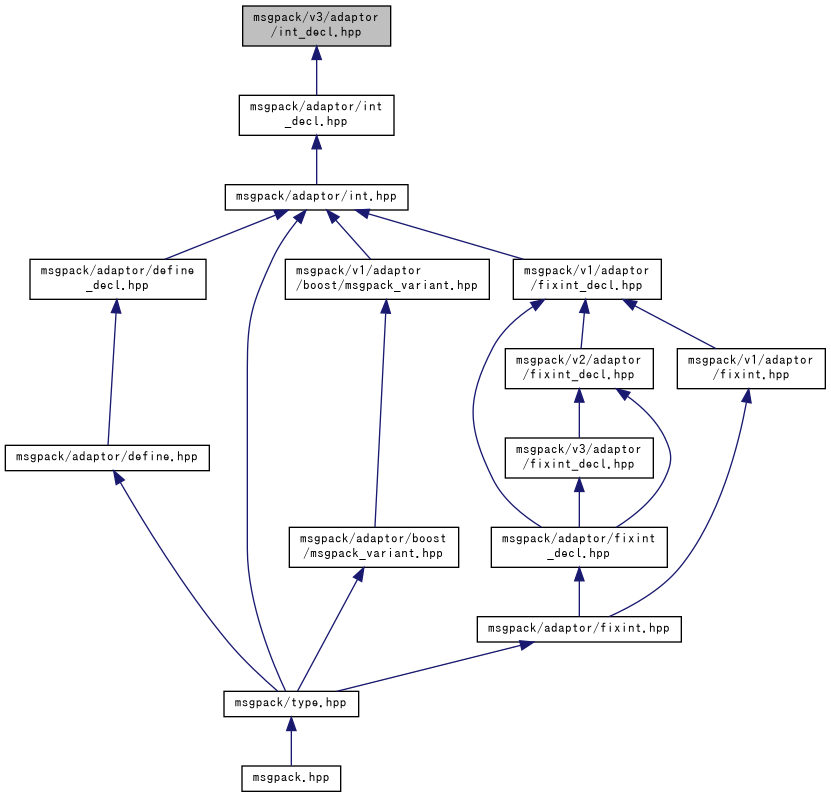 msgpack/v3/adaptor
/int_decl.hpp
msgpack/adaptor/int
_decl.hpp
msgpack/adaptor/int.hpp
msgpack/adaptor/define
_decl.hpp
msgpack/v1/adaptor
/boost/msgpack_variant.hpp
msgpack/v1/adaptor
/fixint_decl.hpp
msgpack/v2/adaptor
/fixint_decl.hpp
msgpack/v1/adaptor
/fixint.hpp
msgpack/adaptor/define.hpp
msgpack/v3/adaptor
/fixint_decl.hpp
msgpack/adaptor/boost
/msgpack_variant.hpp
msgpack/adaptor/fixint
_decl.hpp
msgpack/adaptor/fixint.hpp
msgpack/type.hpp
msgpack.hpp